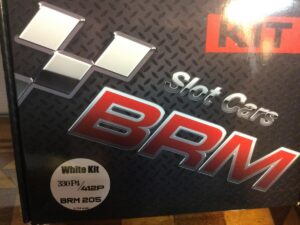 KIT
Slot Cars
BRM
White Kit
330P4/412P
BRM 205